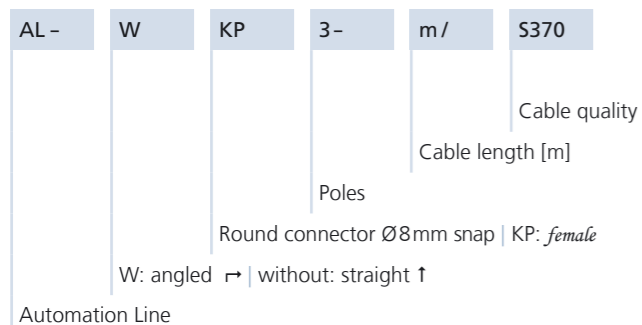 AL – W KP 3 – m / S370
Cable quality
Cable length [m]
Poles
Round connector Ø8mm snap | KP: female
W: angled ↱ | without: straight ↑
Automation Line